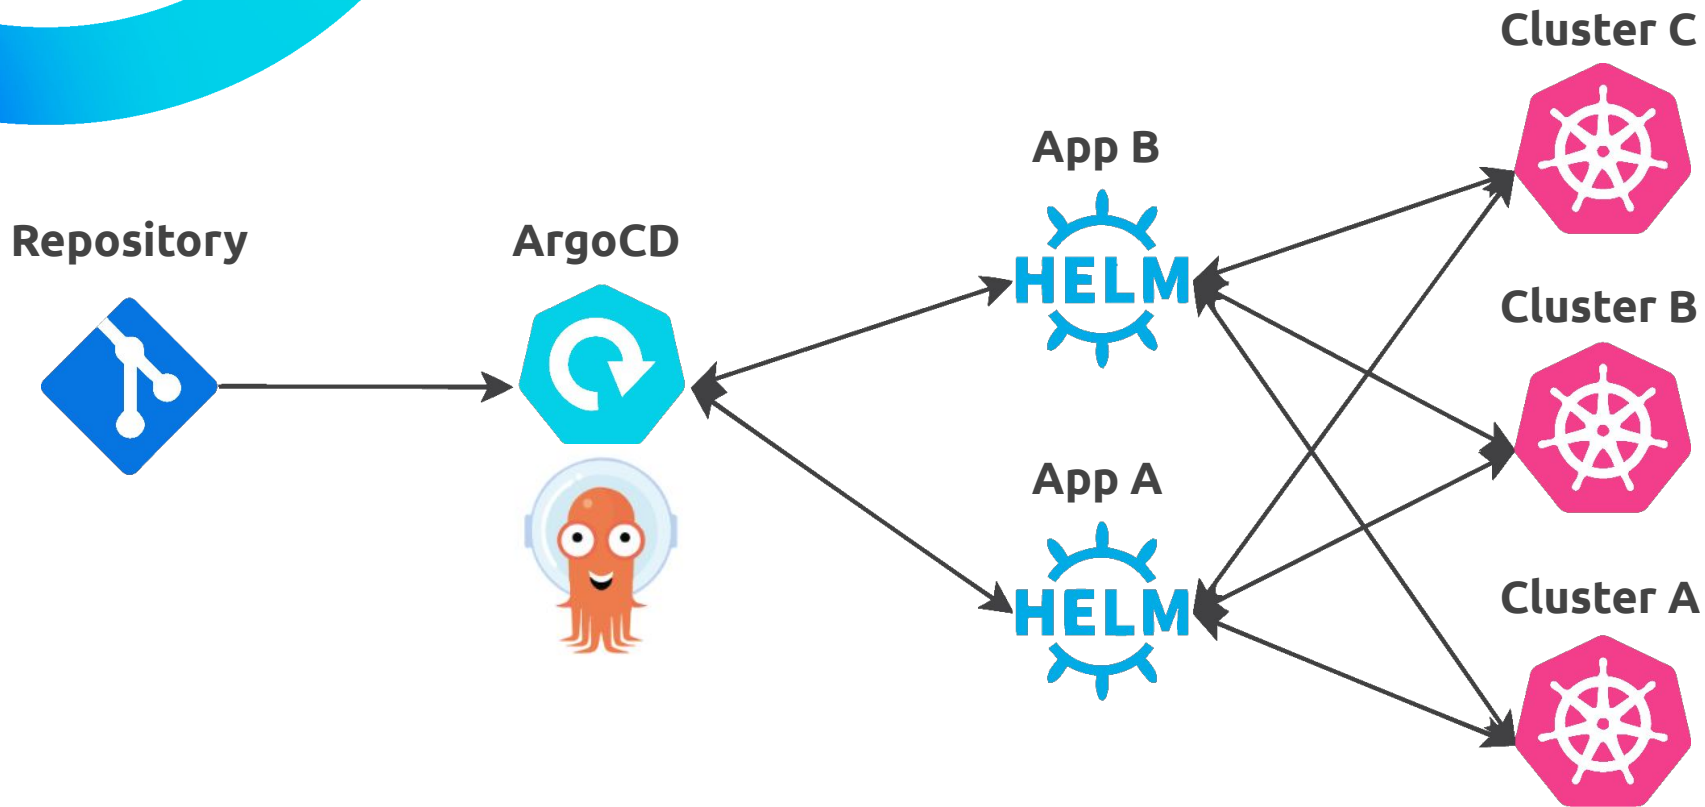 Repository
ArgoCD
App B
HELM
App A
HELM
Cluster C
Cluster B
Cluster A